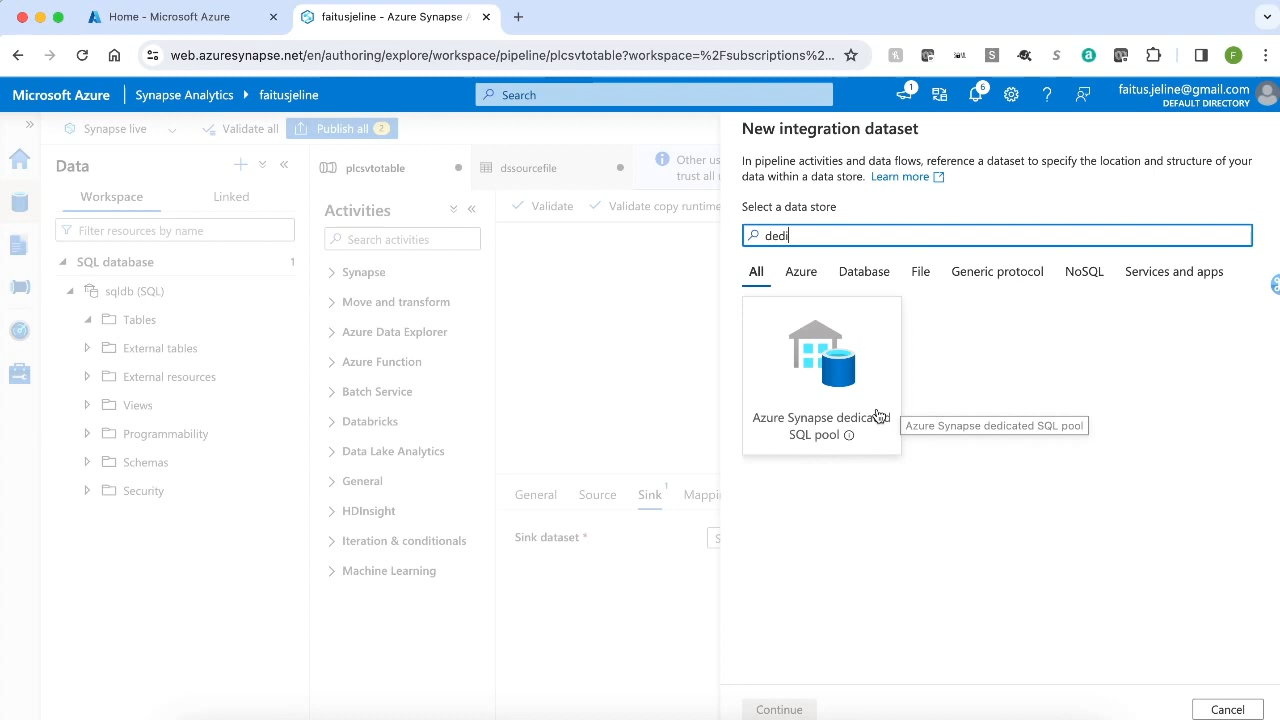 Home - Microsoft Azure
faitusjeline - Azure Synapse A
web.azuresynapse.net/en/authoring/explore/workspace/pipeline/plcsvtotable?workspace=%2Fsubscriptions%2...
F
Microsoft Azure
Synapse Analytics
faitusjeline
Search
1
6
faitus.jeline@gmail.com
DEFAULT DIRECTORY
Synapse live
Validate all
Publish all 2
Data
Workspace
Linked
Filter resources by name
SQL database 1
sqldb (SQL)
Tables
External tables
External resources
Views
Programmability
Schemas
Security
plcsvtotable
dssourcefile
Other us
trust all
Activities
Search activities
Synapse
Move and transform
Azure Data Explorer
Azure Function
Batch Service
Databricks
Data Lake Analytics
General
HDInsight
Iteration & conditionals
Machine Learning
Validate
Validate copy runtime
General
Source
Sink 1
Mappin
Sink dataset *
S
New integration dataset
In pipeline activities and data flows, reference a dataset to specify the location and structure of your
data within a data store. Learn more
Select a data store
dedi
All
Azure
Database
File
Generic protocol
NoSQL
Services and apps
Azure Synapse dedicated
SQL pool
Azure Synapse dedicated SQL pool
Continue
Cancel